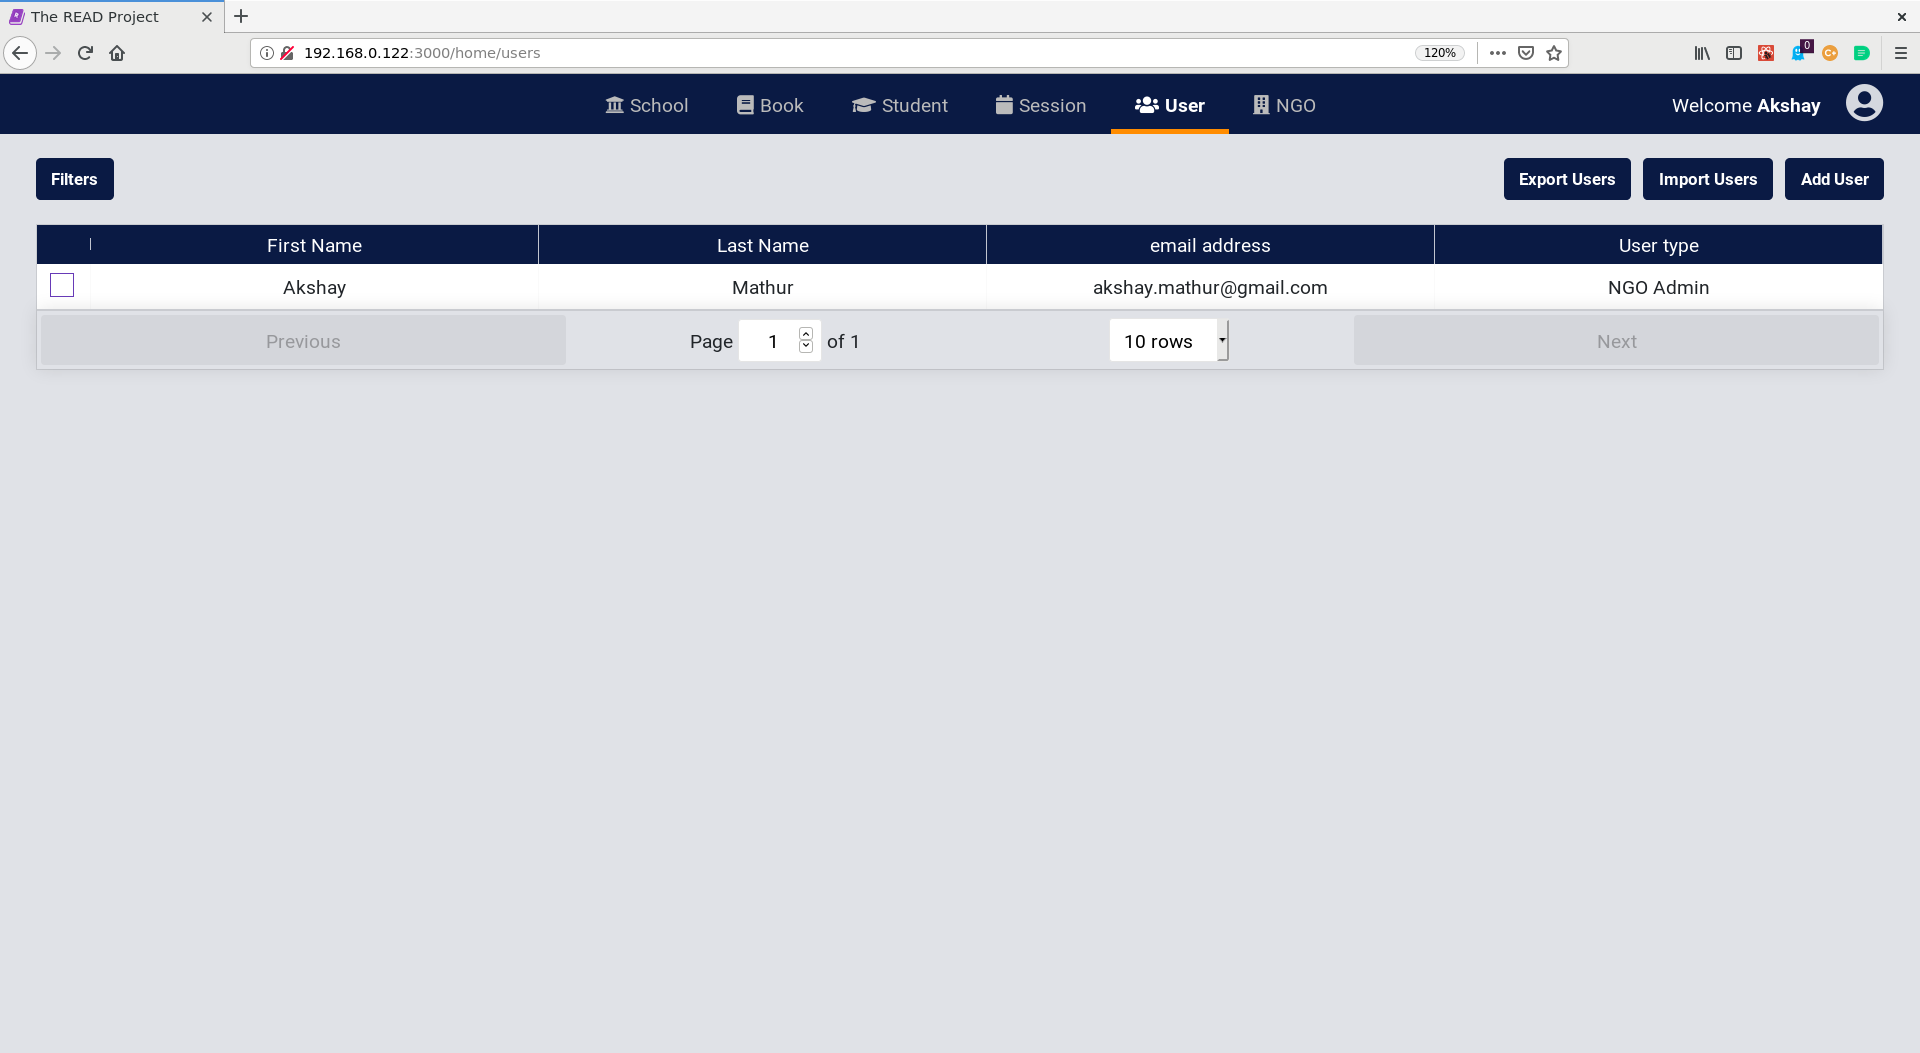 The READ Project
192.168.0.122:3000/home/users
120%
0
C+
School Book Student Session User NGO
Welcome Akshay
Filters
Export Users Import Users Add User
First Name Last Name email address User type
Akshay Mathur akshay.mathur@gmail.com NGO Admin
Previous Page 1 of 1 10 rows Next